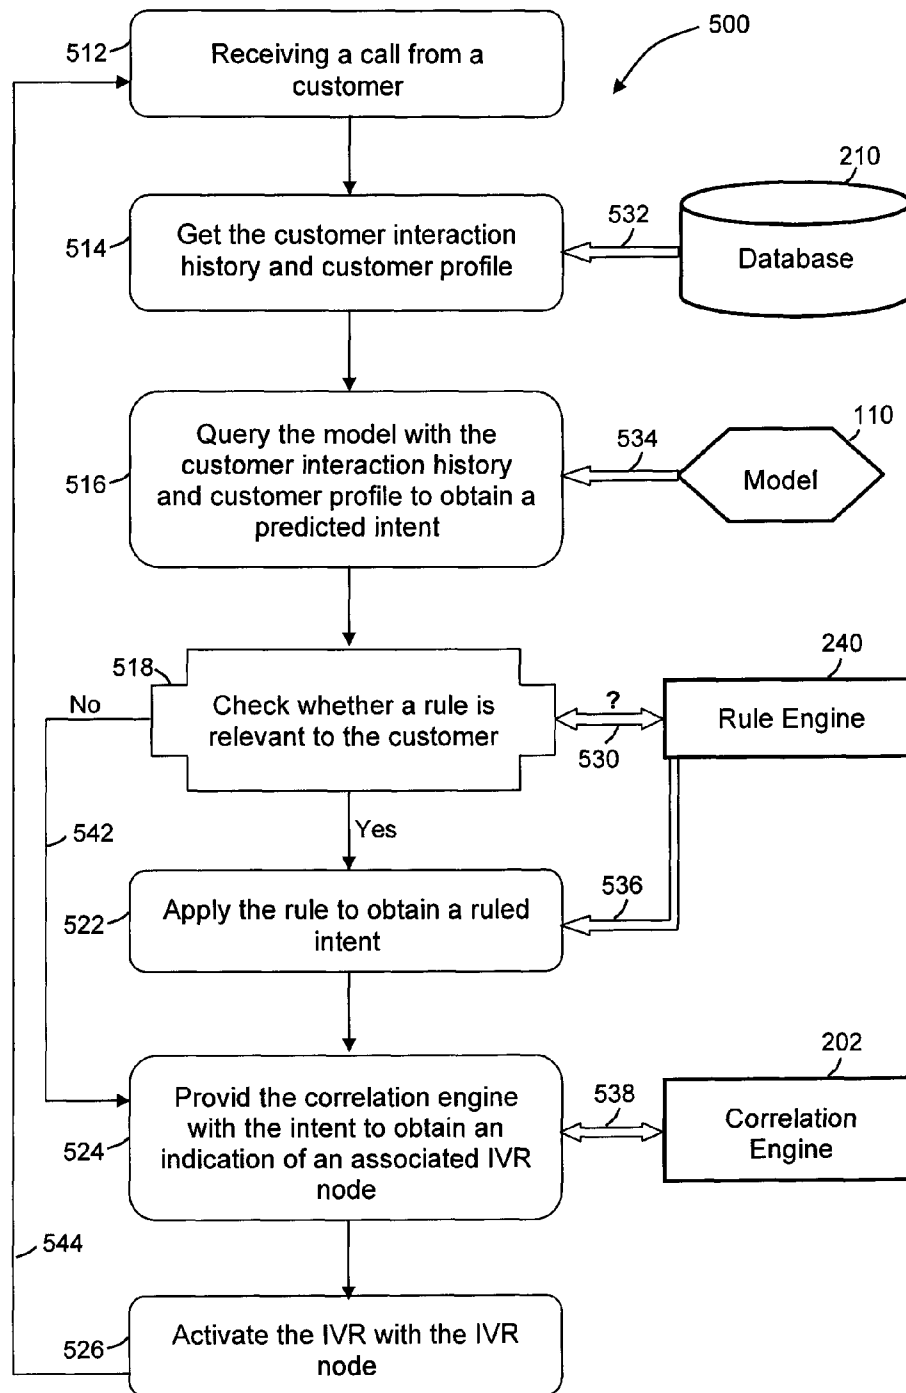 500
512
Receiving a call from a
customer
210
532
514
Get the customer interaction
history and customer profile
Database
110
534
516
Query the model with the
customer interaction history
and customer profile to obtain a
predicted intent
Model
518
No
Check whether a rule is
relevant to the customer
?
530
240
Rule Engine
542
Yes
536
522
Apply the rule to obtain a ruled
intent
202
538
524
Provid the correlation engine
with the intent to obtain an
indication of an associated IVR
node
Correlation
Engine
544
526
Activate the IVR with the IVR
node